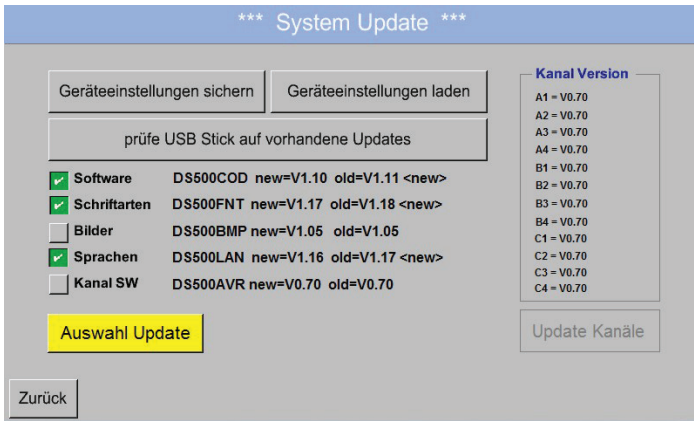 *** System Update ***
Geräteeinstellungen sichern
Geräteeinstellungen laden
prüfe USB Stick auf vorhandene Updates
Software DS500COD new=V1.10 old=V1.11 <new>
Schriftarten DS500FNT new=V1.17 old=V1.18 <new>
Bilder DS500BMP new=V1.05 old=V1.05
Sprachen DS500LAN new=V1.16 old=V1.17 <new>
Kanal SW DS500AVR new=V0.70 old=V0.70
Auswahl Update
Kanal Version
A1 = V0.70
A2 = V0.70
A3 = V0.70
A4 = V0.70
B1 = V0.70
B2 = V0.70
B3 = V0.70
B4 = V0.70
C1 = V0.70
C2 = V0.70
C3 = V0.70
C4 = V0.70
Update Kanäle
Zurück